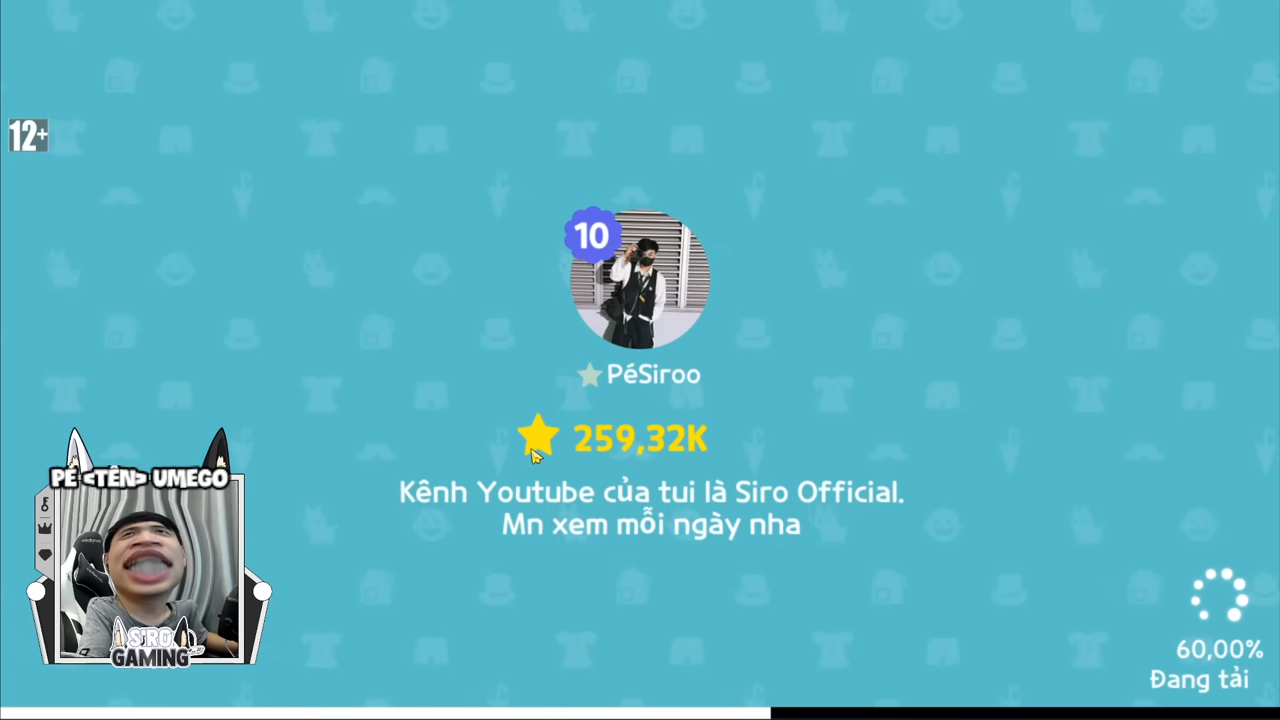 12+
10
PéSiroo
259,32K
Kênh Youtube của tui là Siro Official.
Mn xem mỗi ngày nha
PÉ <TÊN> UMEGO
SIRO
GAMING
60,00%
Đang tải